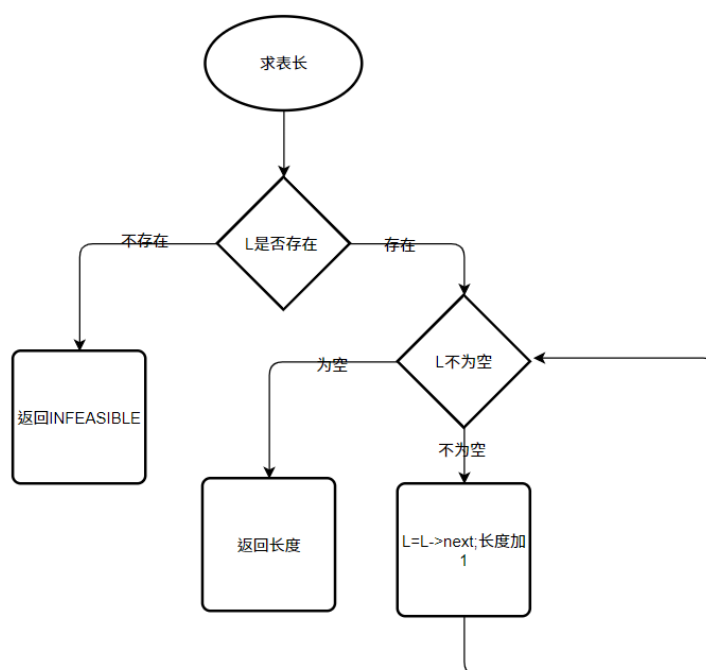 求表长
L是否存在
不存在
存在
L不为空
为空
不为空
返回INFEASIBLE
返回长度
L=L->next;长度加
1